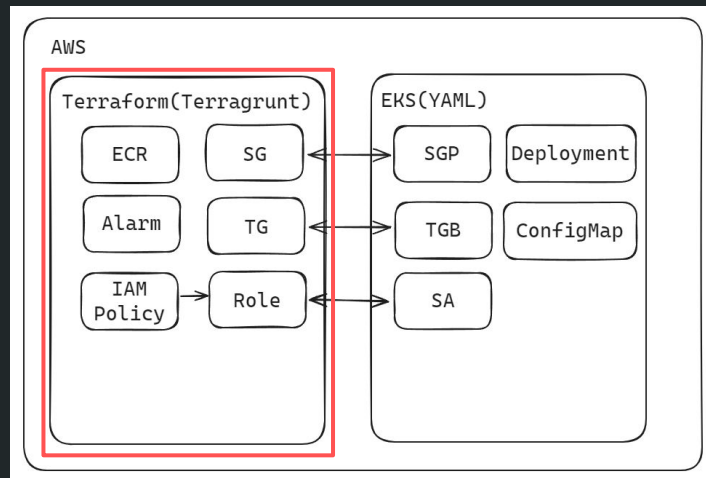 AWS
Terraform(Terragrunt)
EKS(YAML)
ECR
SG
SGP
Deployment
Alarm
TG
TGB
ConfigMap
IAM
Policy
Role
SA